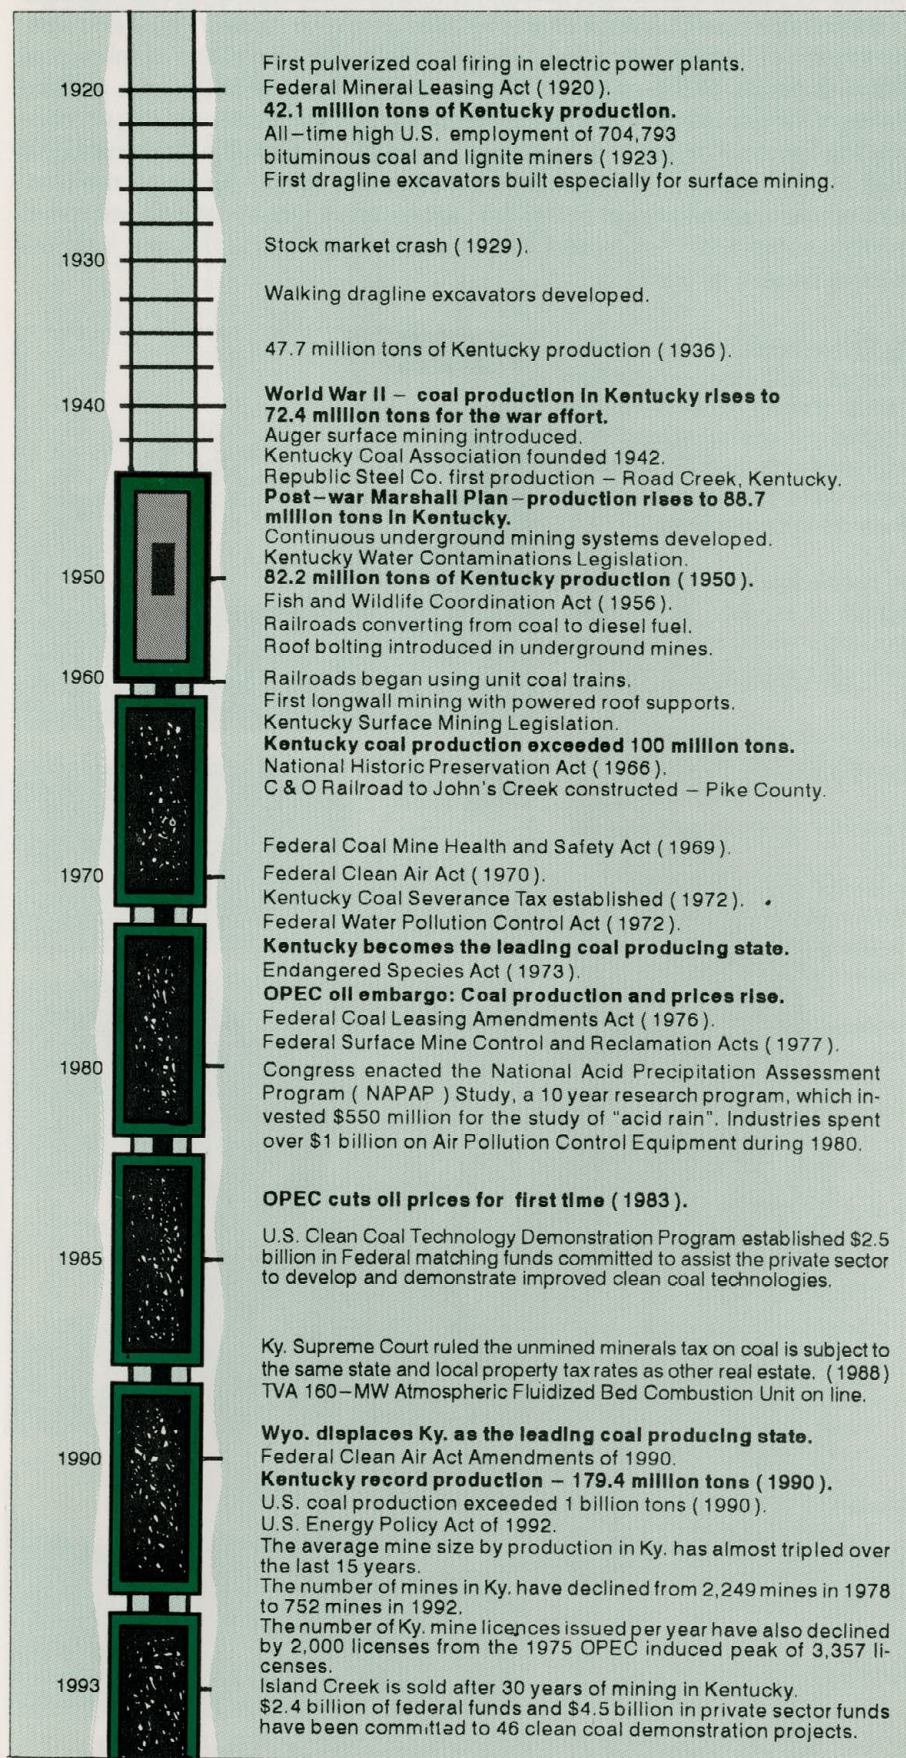 First pulverized coal firing in electric power plants.
1920
Federal Mineral Leasing Act (1920).
42.1 million tons of Kentucky production.
All-time high U.S. employment of 704,793
bituminous coal and lignite miners (1923).
First dragline excavators built especially for surface mining.
Stock market crash (1929).
1930
Walking dragline excavators developed.
47.7 million tons of Kentucky production (1936).
World War II – coal production in Kentucky rises to
1940
72.4 million tons for the war effort.
Auger surface mining introduced.
Kentucky Coal Association founded 1942.
Republic Steel Co. first production – Road Creek, Kentucky.
Post-war Marshall Plan-production rises to 88.7
million tons in Kentucky.
Continuous underground mining systems developed.
Kentucky Water Contaminations Legislation.
1950
82.2 million tons of Kentucky production (1950).
Fish and Wildlife Coordination Act (1956).
Railroads converting from coal to diesel fuel.
Roof bolting introduced in underground mines.
1960
Railroads began using unit coal trains.
First longwall mining with powered roof supports.
Kentucky Surface Mining Legislation.
Kentucky coal production exceeded 100 million tons.
National Historic Preservation Act (1966).
C & O Railroad to John's Creek constructed – Pike County.
Federal Coal Mine Health and Safety Act (1969).
1970
Federal Clean Air Act (1970).
Kentucky Coal Severance Tax established (1972).
Federal Water Pollution Control Act (1972).
Kentucky becomes the leading coal producing state.
Endangered Species Act (1973).
OPEC oil embargo: Coal production and prices rise.
Federal Coal Leasing Amendments Act (1976).
Federal Surface Mine Control and Reclamation Acts (1977).
1980
Congress enacted the National Acid Precipitation Assessment
Program ( NAPAP ) Study, a 10 year research program, which in-
vested $550 million for the study of "acid rain". Industries spent
over $1 billion on Air Pollution Control Equipment during 1980.
OPEC cuts oil prices for first time (1983).
U.S. Clean Coal Technology Demonstration Program established $2.5
1985
billion in Federal matching funds committed to assist the private sector
to develop and demonstrate improved clean coal technologies.
Ky. Supreme Court ruled the unmined minerals tax on coal is subject to
the same state and local property tax rates as other real estate. (1988)
TVA 160-MW Atmospheric Fluidized Bed Combustion Unit on line.
Wyo. displaces Ky. as the leading coal producing state.
1990
Federal Clean Air Act Amendments of 1990.
Kentucky record production – 179.4 million tons (1990).
U.S. coal production exceeded 1 billion tons (1990).
U.S. Energy Policy Act of 1992.
The average mine size by production in Ky. has almost tripled over
the last 15 years.
The number of mines in Ky. have declined from 2,249 mines in 1978
to 752 mines in 1992.
The number of Ky. mine licences issued per year have also declined
by 2,000 licenses from the 1975 OPEC induced peak of 3,357 li-
censes.
1993
Island Creek is sold after 30 years of mining in Kentucky.
$2.4 billion of federal funds and $4.5 billion in private sector funds
have been committed to 46 clean coal demonstration projects.